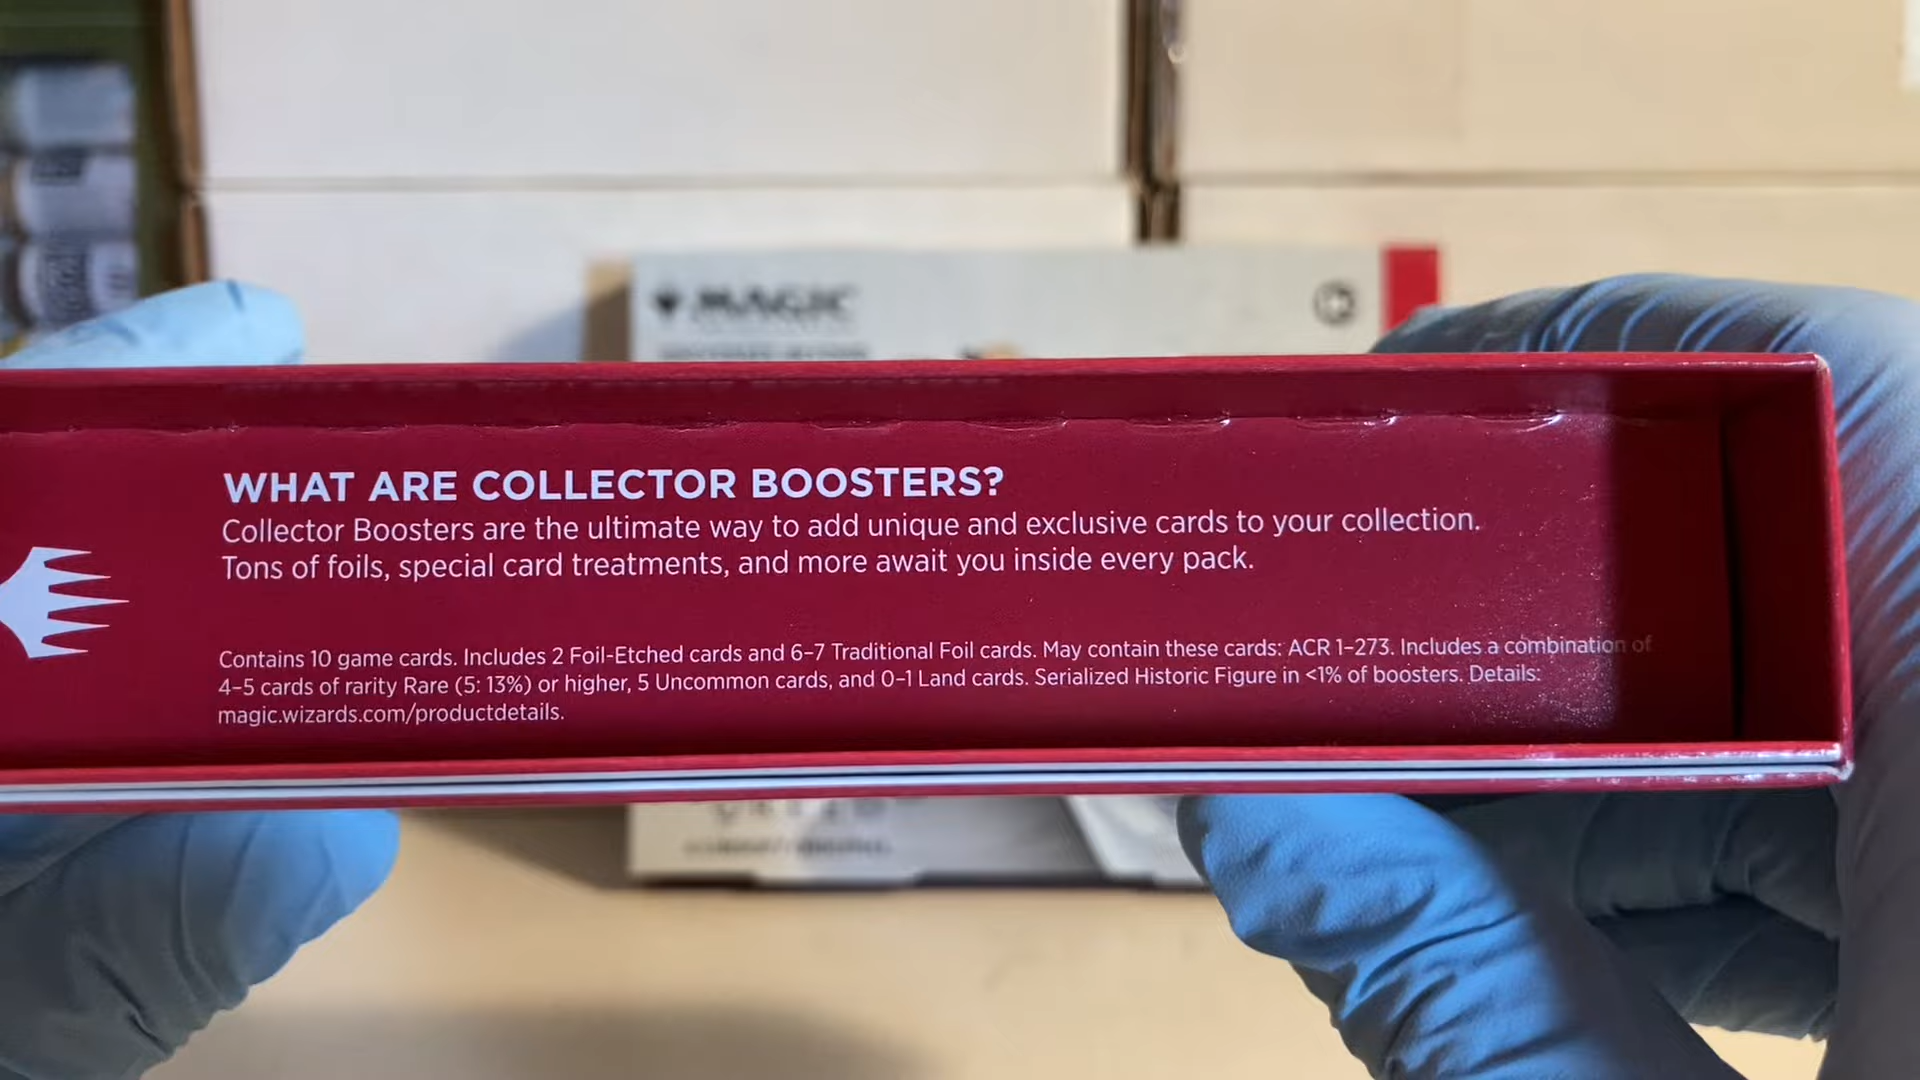 MAGIC
WHAT ARE COLLECTOR BOOSTERS?
Collector Boosters are the ultimate way to add unique and exclusive cards to your collection.
Tons of foils, special card treatments, and more await you inside every pack.
Contains 10 game cards. Includes 2 Foil-Etched cards and 6–7 Traditional Foil cards. May contain these cards: ACR 1–273. Includes a combination of
4–5 cards of rarity Rare (5: 13%) or higher, 5 Uncommon cards, and 0–1 Land cards. Serialized Historic Figure in <1% of boosters. Details:
magic.wizards.com/productdetails.